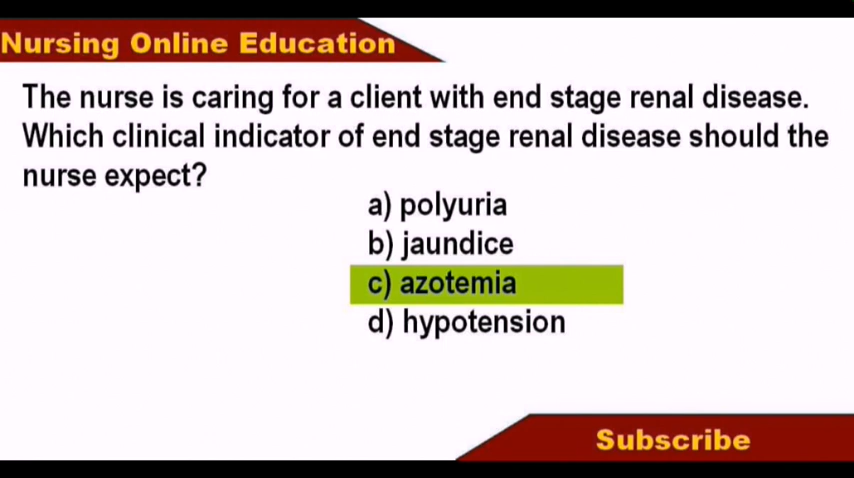 Nursing Online Education
The nurse is caring for a client with end stage renal disease.
Which clinical indicator of end stage renal disease should the
nurse expect?
a) polyuria
b) jaundice
c) azotemia
d) hypotension
Subscribe